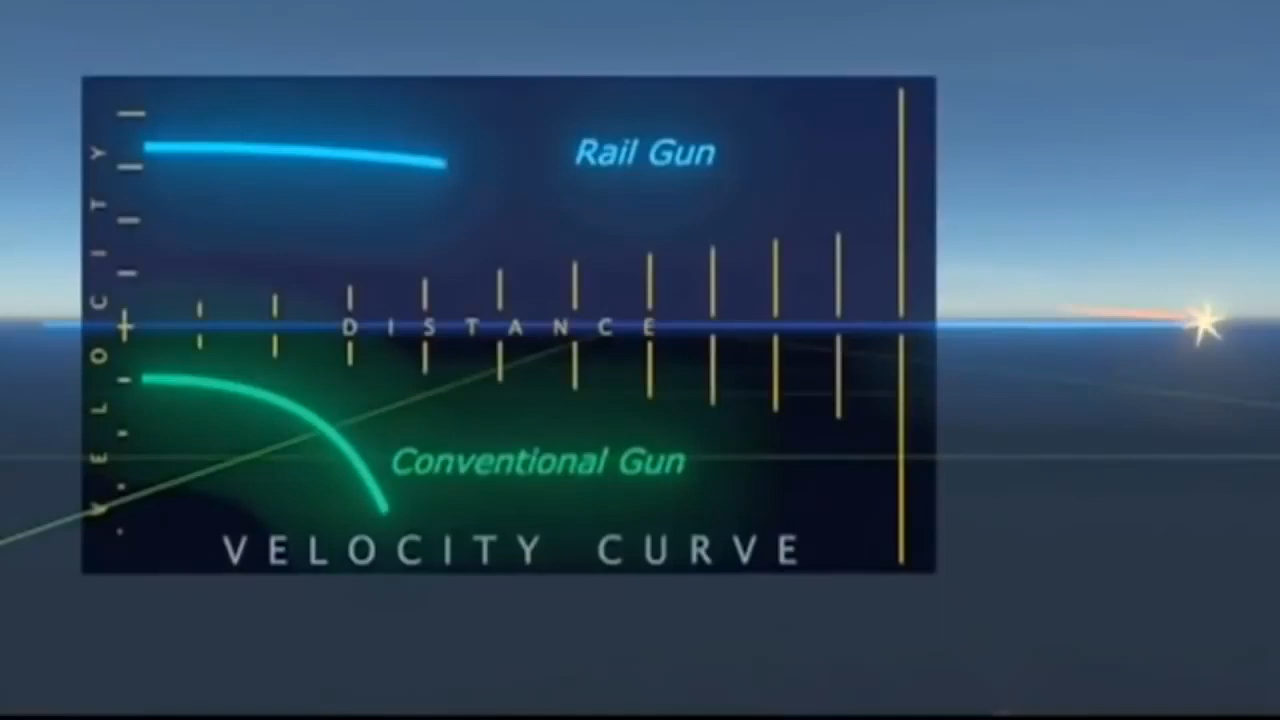 VELOCITY
Rail Gun
DISTANCE
Conventional Gun
VELOCITY CURVE